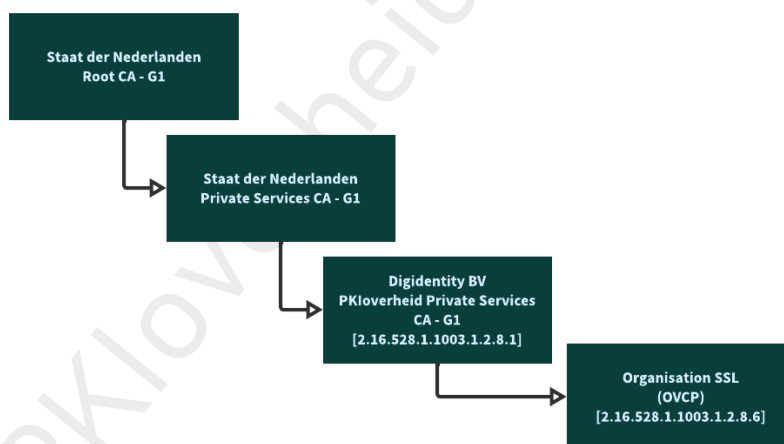 Staat der Nederlanden
Root CA - G1
Staat der Nederlanden
Private Services CA - G1
Digidentity BV
PKIoverheid Private Services
CA - G1
[2.16.528.1.1003.1.2.8.1]
Organisation SSL
(OVCP)
[2.16.528.1.1003.1.2.8.6]
PKIoverheid